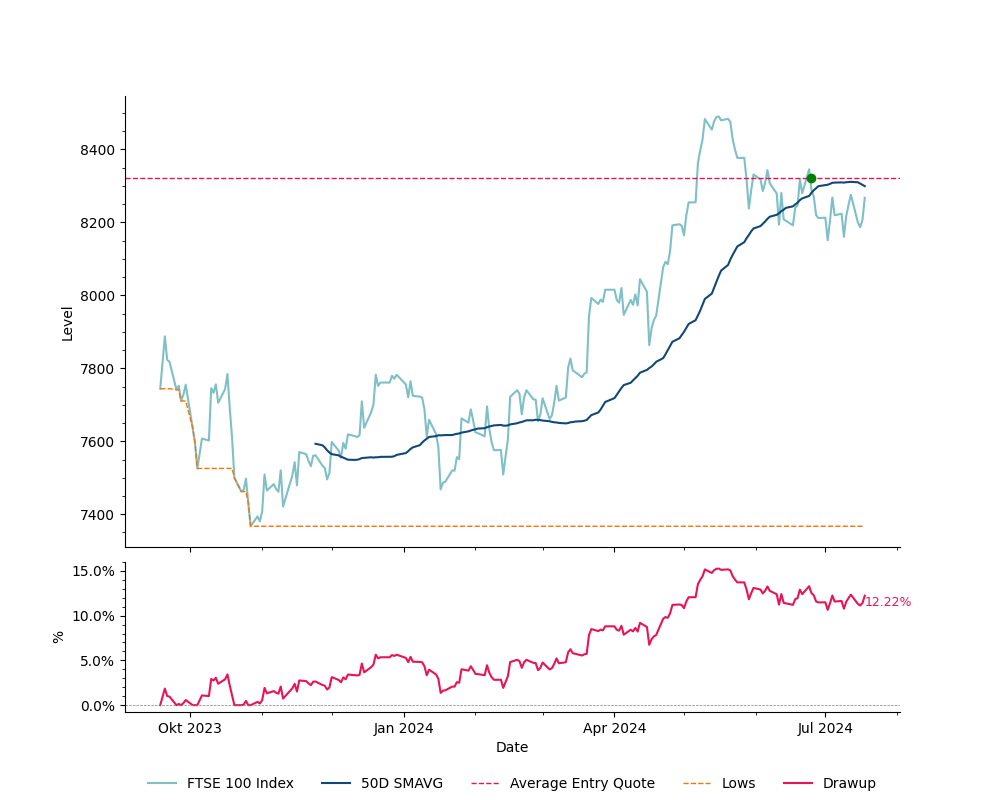 8400
8200
8000
7800
7600
7400
Level
15.0%
10.0%
5.0%
0.0%
%
12.22%
Okt 2023
Jan 2024
Apr 2024
Jul 2024
Date
FTSE 100 Index
50D SMAVG
Average Entry Quote
Lows
Drawup